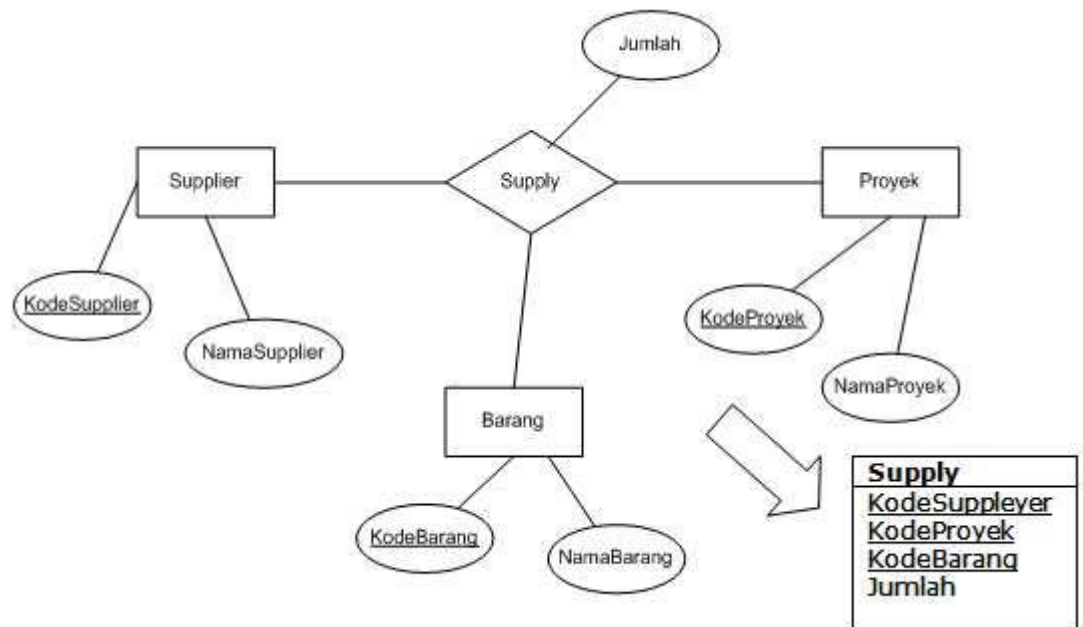 Jumlah
Supplier
Supply
Proyek
KodeSupplier
NamaSupplier
KodeProyek
NamaProyek
Barang
KodeBarang
NamaBarang
Supply
KodeSuppleyer
KodeProyek
KodeBarang
Jumlah